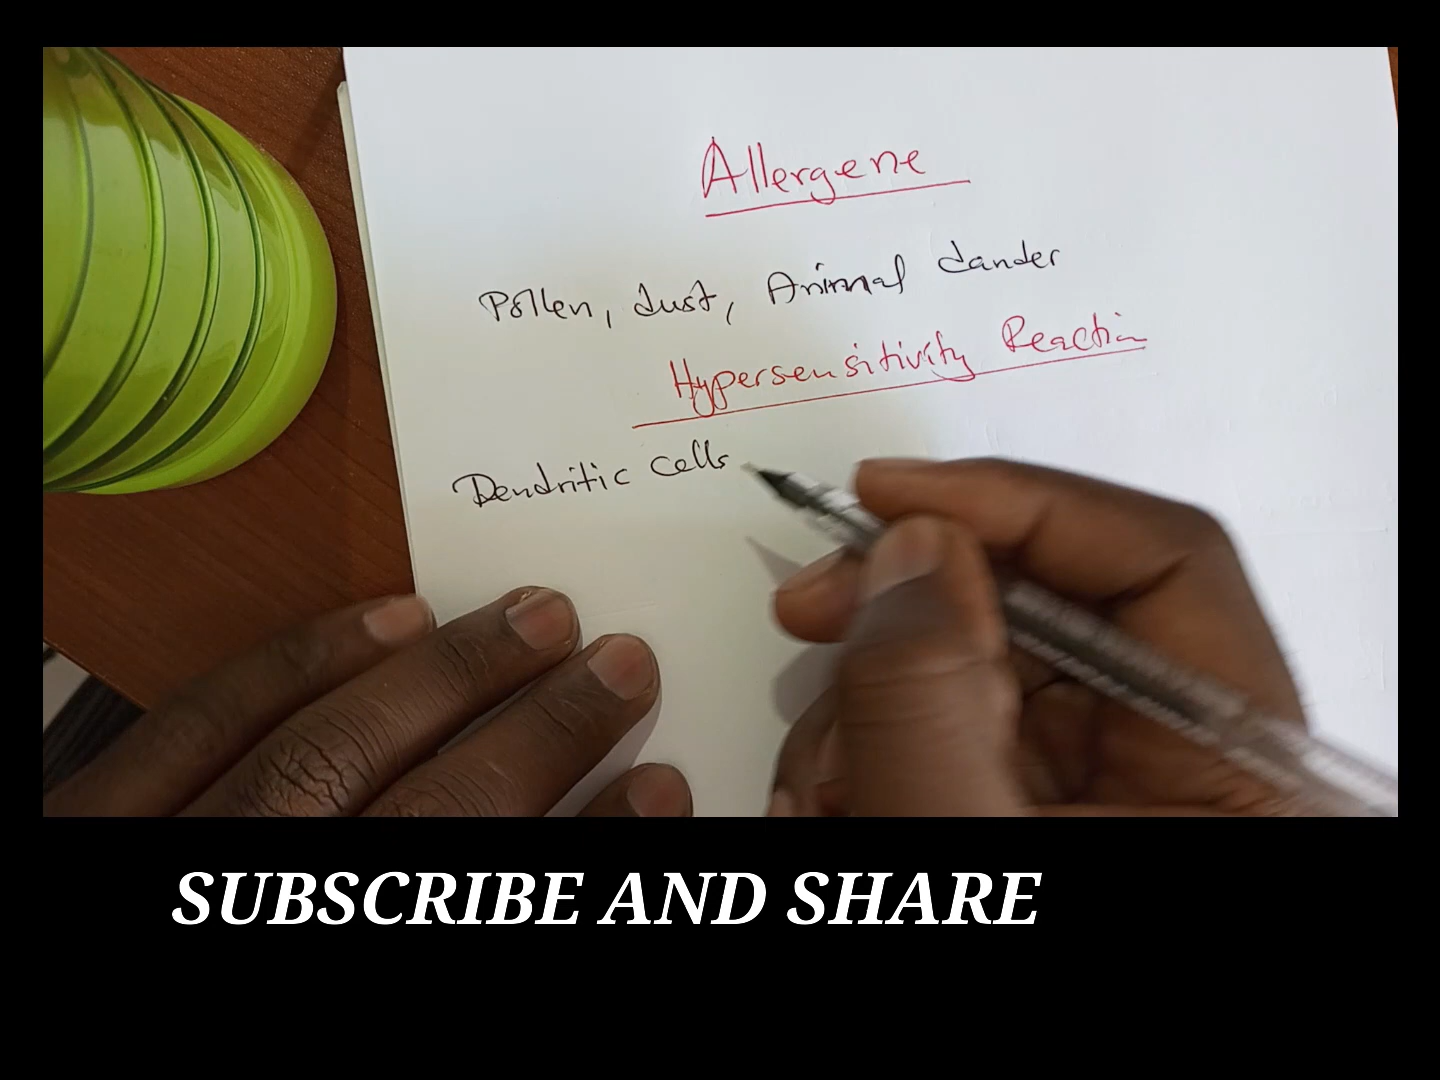 Allergene
Pollen, dust, Animal dander
Hypersensitivity Reaction
Dendritic cells
SUBSCRIBE AND SHARE